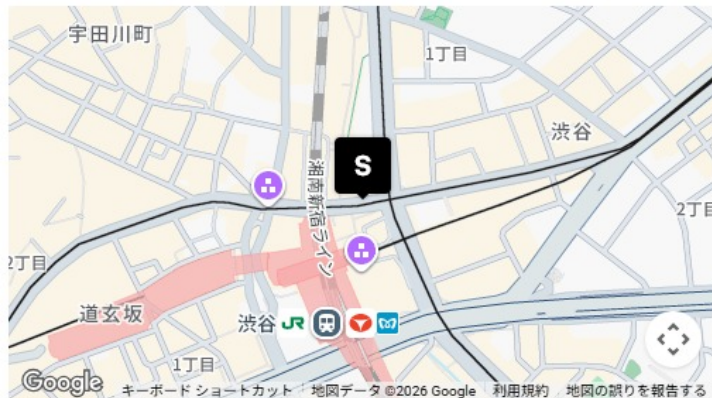 宇田川町
1丁目
渋谷
S
湘南新宿ライン
2丁目
2丁目
道玄坂
渋谷 JR
1丁目
Google
キーボード ショートカット 地図データ ©2026 Google 利用規約 地図の誤りを報告する